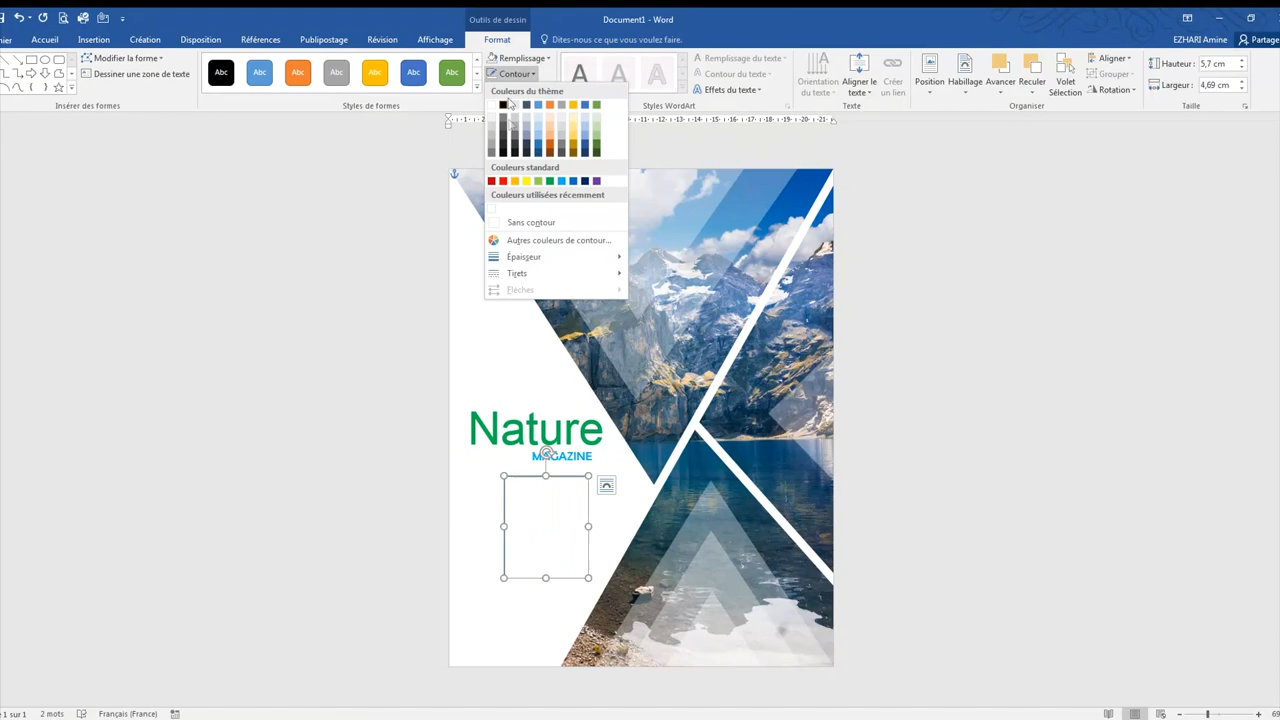 Outils de dessin
Document1 - Word
Accueil Insertion Création Disposition Références Publipostage Révision Affichage Format Dites-nous ce que vous voulez faire. EZHARI Amine
Modifier la forme
Dessiner une zone de texte
Insérer des formes
Abc Abc Abc Abc Abc Abc Abc
Styles de formes
Remplissage
Contour
Couleurs du thème
Couleurs standard
Couleurs utilisées récemment
Sans contour
Autres couleurs de contour...
Épaisseur
Tirets
Flèches
A A A
Remplissage du texte
Contour du texte
Effets du texte
Styles WordArt
Orientation du texte
Aligner le texte
Créer un lien
Texte
Position
Habillage
Avancer
Reculer
Volet Sélection
Aligner
Grouper
Rotation
Organiser
Hauteur: 5,7 cm
Largeur: 4,69 cm
Taille
Nature
MAGAZINE
1 sur 1 2 mots Français (France)